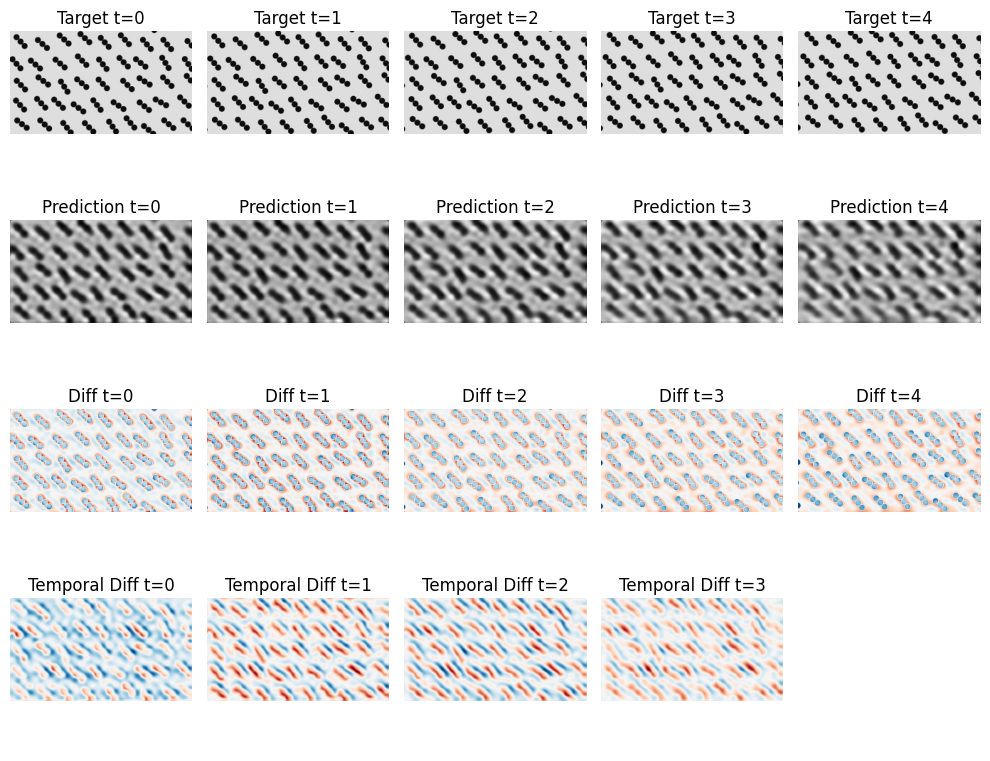 Target t=0 Target t=1 Target t=2 Target t=3 Target t=4
Prediction t=0 Prediction t=1 Prediction t=2 Prediction t=3 Prediction t=4
Diff t=0 Diff t=1 Diff t=2 Diff t=3 Diff t=4
Temporal Diff t=0 Temporal Diff t=1 Temporal Diff t=2 Temporal Diff t=3